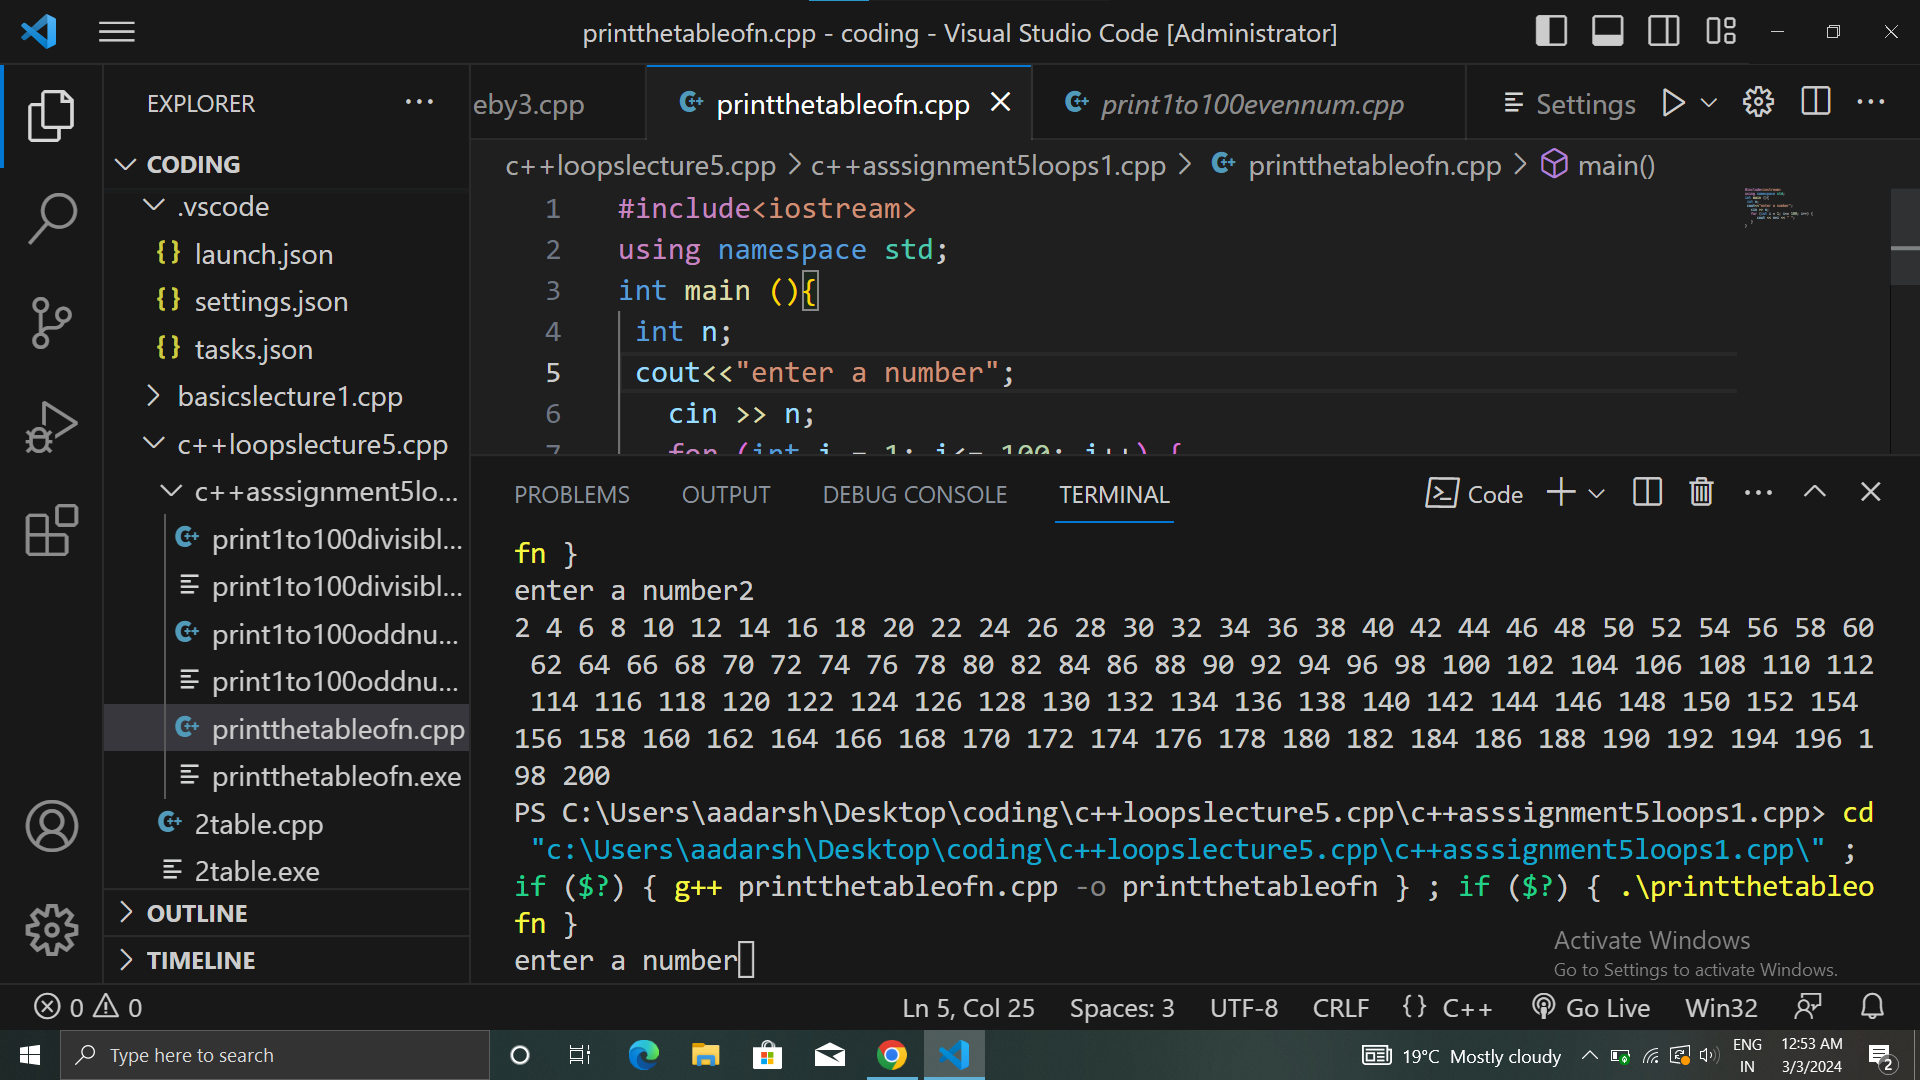 printthetableofn.cpp - coding - Visual Studio Code [Administrator]
EXPLORER
eby3.cpp
printthetableofn.cpp
print1to100evennum.cpp
Settings
CODING
.vscode
launch.json
settings.json
tasks.json
basicslecture1.cpp
c++loopslecture5.cpp
c++asssignment5lo...
print1to100divisibl...
print1to100divisibl...
print1to100oddnu...
print1to100oddnu...
printthetableofn.cpp
printthetableofn.exe
2table.cpp
2table.exe
OUTLINE
TIMELINE
c++loopslecture5.cpp > c++asssignment5loops1.cpp > printthetableofn.cpp > main()
1 #include<iostream>
2 using namespace std;
3 int main (){
4 int n;
5 cout<<"enter a number";
6 cin >> n;
7 for (int i = 1; i<= 100; i++) {
PROBLEMS OUTPUT DEBUG CONSOLE TERMINAL
Code
fn }
enter a number2
2 4 6 8 10 12 14 16 18 20 22 24 26 28 30 32 34 36 38 40 42 44 46 48 50 52 54 56 58 60
62 64 66 68 70 72 74 76 78 80 82 84 86 88 90 92 94 96 98 100 102 104 106 108 110 112
114 116 118 120 122 124 126 128 130 132 134 136 138 140 142 144 146 148 150 152 154
156 158 160 162 164 166 168 170 172 174 176 178 180 182 184 186 188 190 192 194 196 1
98 200
PS C:\Users\aadarsh\Desktop\coding\c++loopslecture5.cpp\c++asssignment5loops1.cpp> cd
"c:\Users\aadarsh\Desktop\coding\c++loopslecture5.cpp\c++asssignment5loops1.cpp\" ;
if ($?) { g++ printthetableofn.cpp -o printthetableofn } ; if ($?) { .\printthetableo
fn }
enter a number
Activate Windows
Go to Settings to activate Windows.
0 0
Ln 5, Col 25 Spaces: 3 UTF-8 CRLF {} C++ Go Live Win32
Type here to search
19°C Mostly cloudy
ENG
IN
12:53 AM
3/3/2024
2